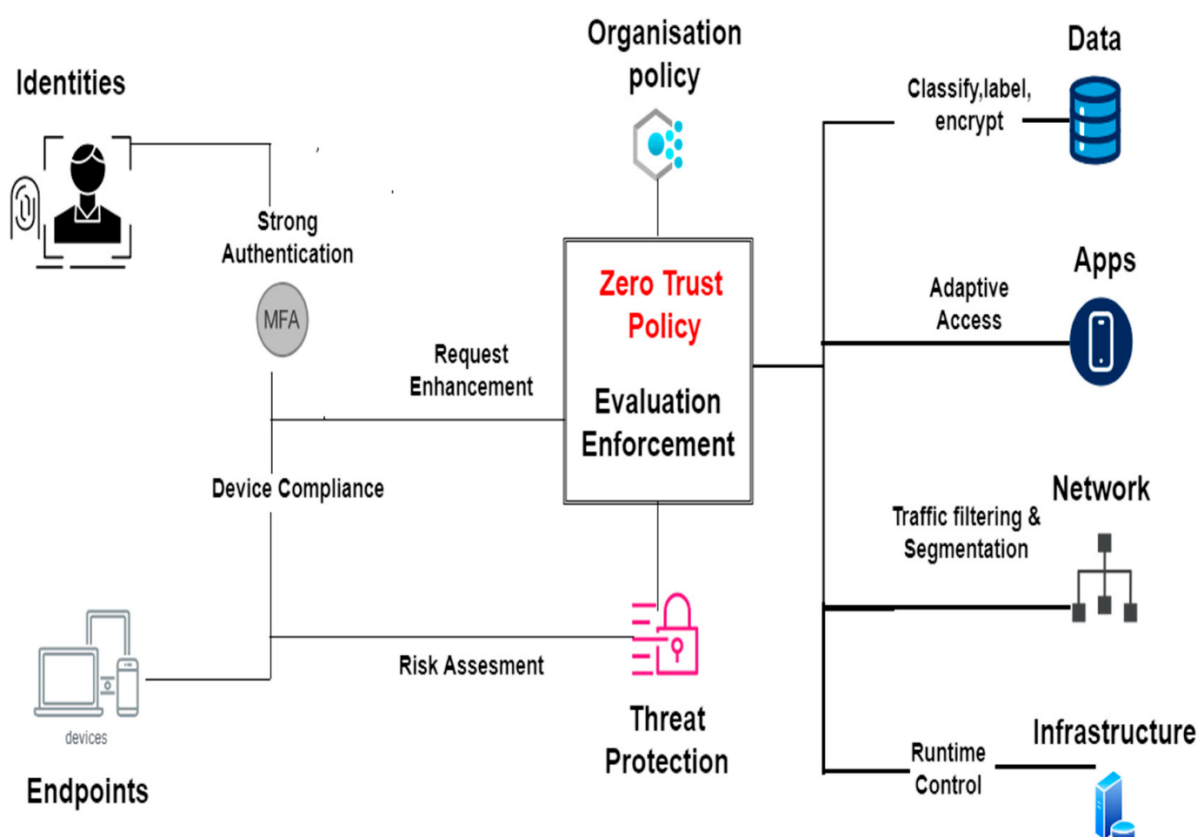 Identities
Strong
Authentication
MFA
Device Compliance
devices
Endpoints
Request
Enhancement
Risk Assesment
Organisation
policy
Zero Trust
Policy
Evaluation
Enforcement
Threat
Protection
Data
Classify,label,
encrypt
Apps
Adaptive
Access
Network
Traffic filtering &
Segmentation
Infrastructure
Runtime
Control